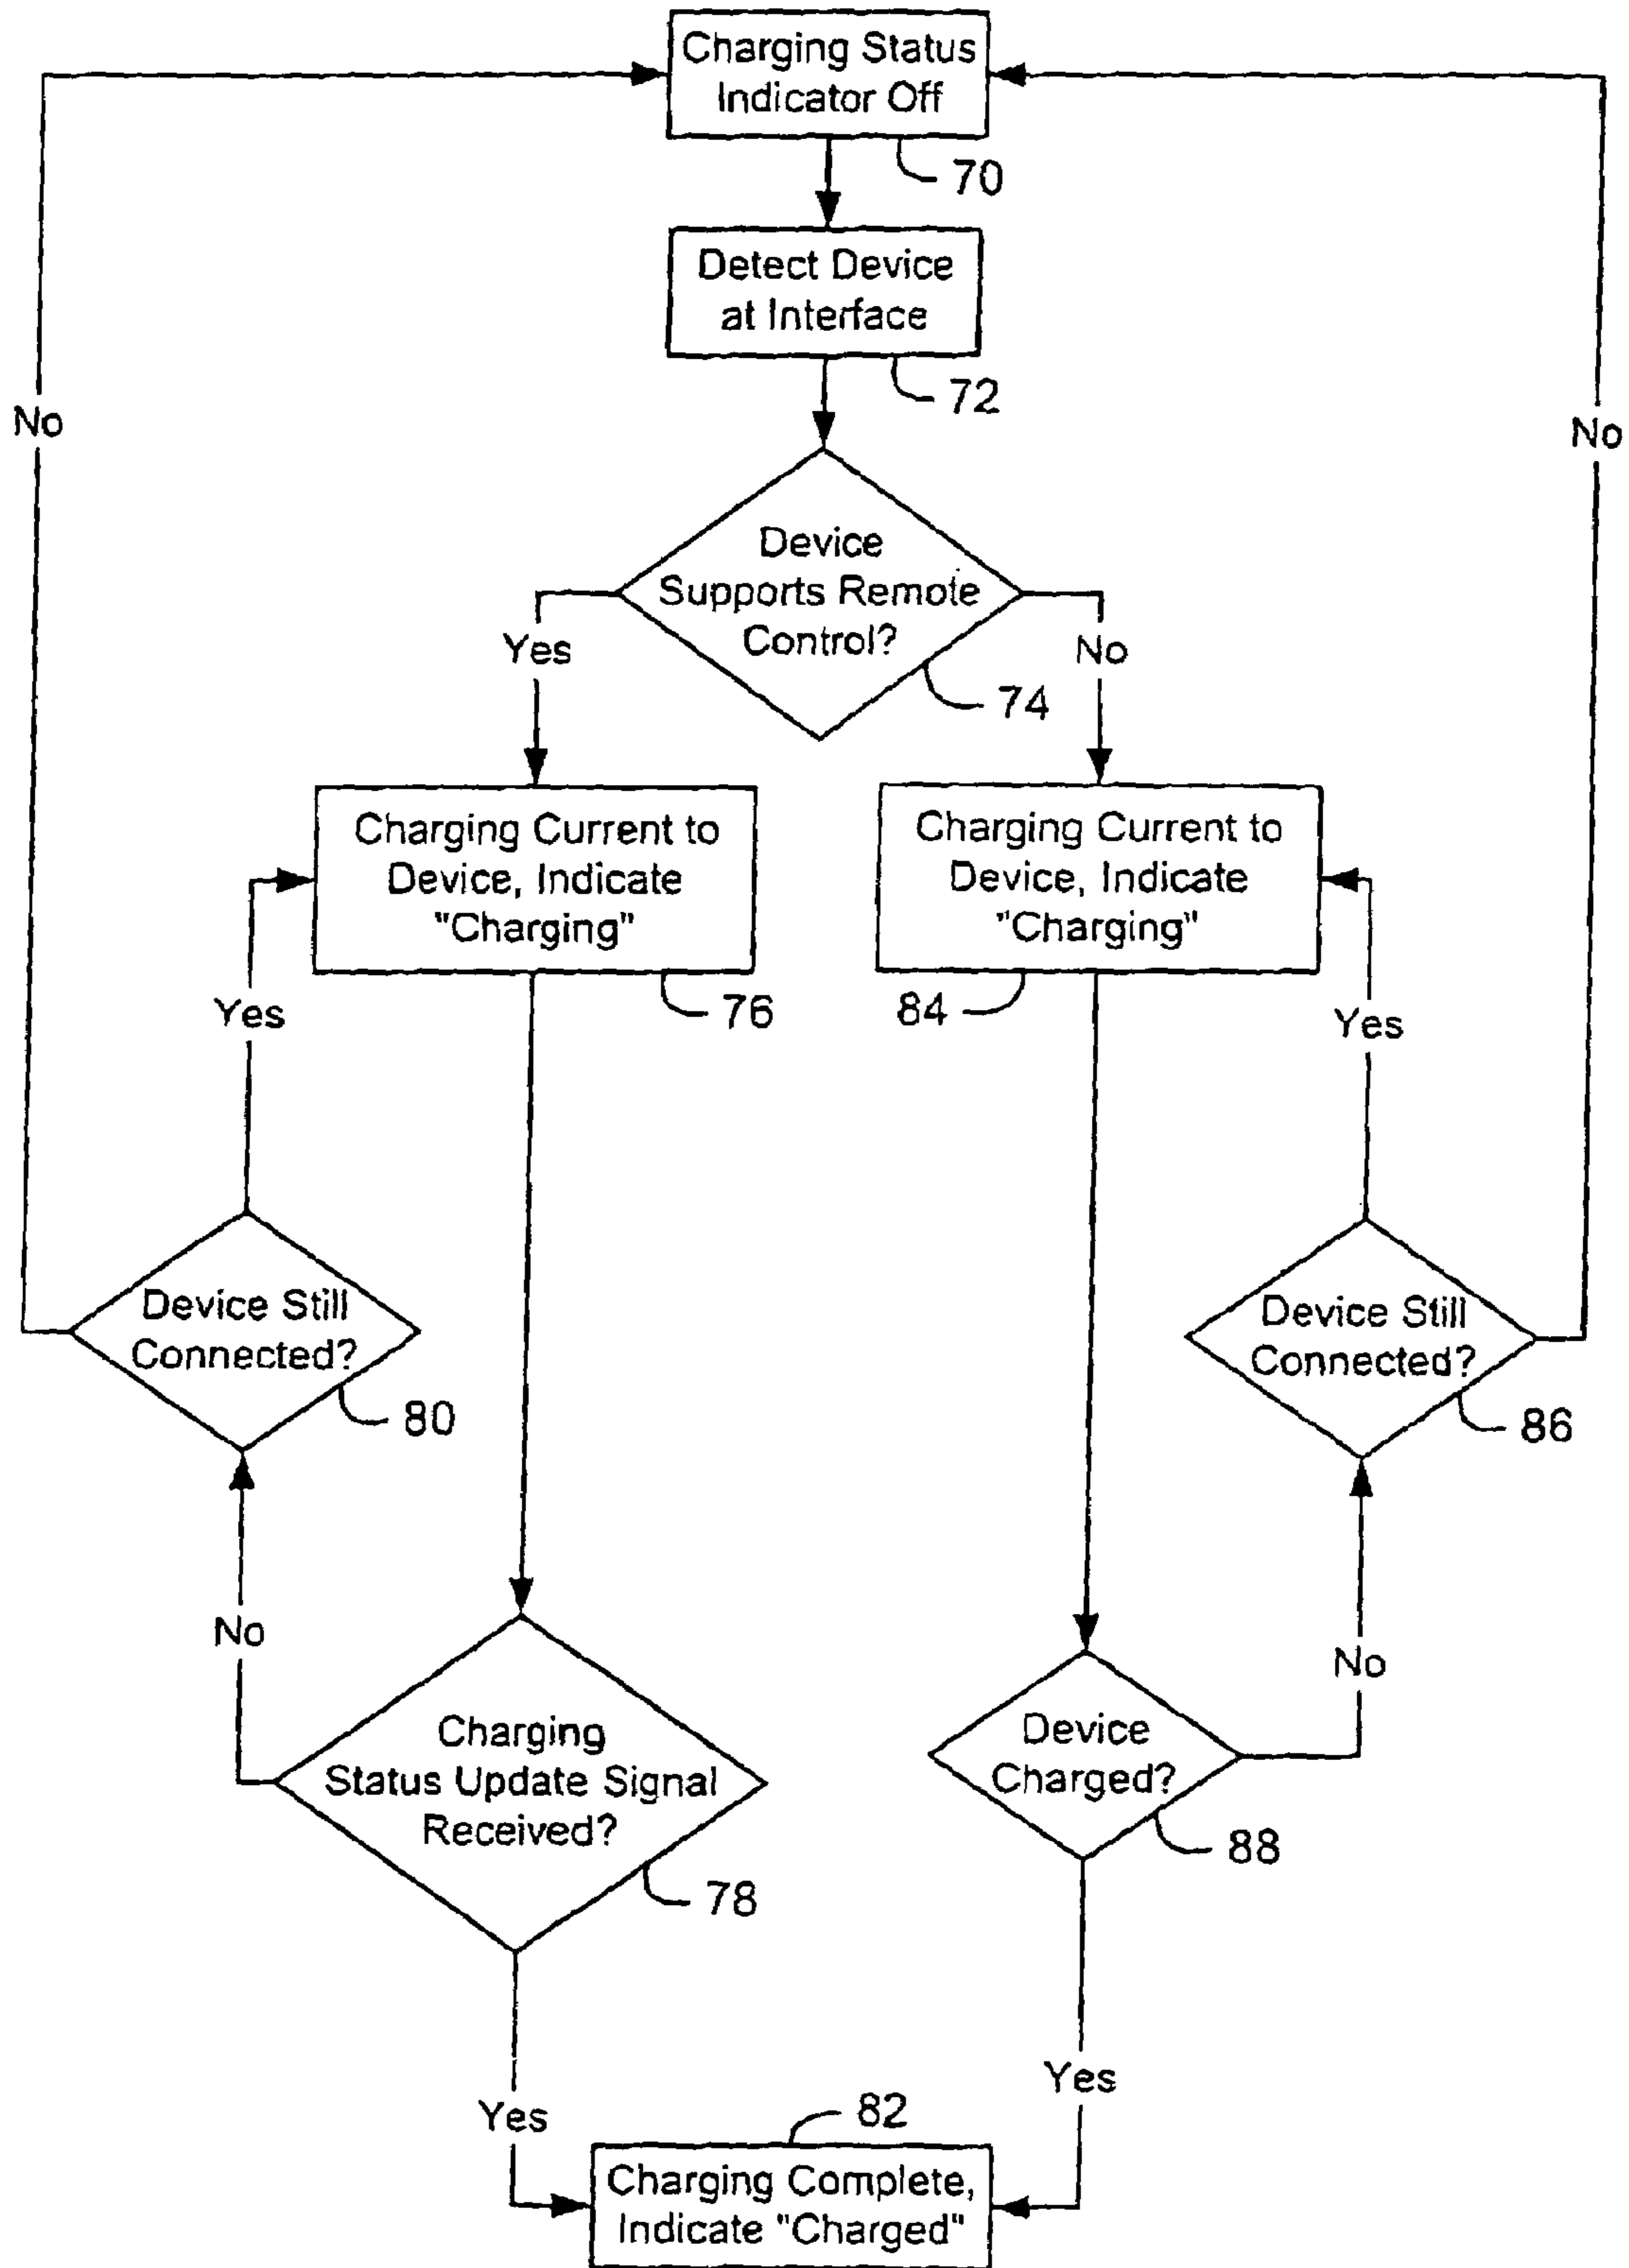 Charging Status
Indicator Off
70
Detect Device
at Interface
72
No
No
Device
Supports Remote
Control?
74
Yes
No
Charging Current to
Device, Indicate
"Charging"
76
Charging Current to
Device, Indicate
"Charging"
84
Yes
Yes
Device Still
Connected?
80
Device Still
Connected?
86
No
No
Charging
Status Update Signal
Received?
78
Device
Charged?
88
Yes
Yes
82
Charging Complete,
Indicate "Charged"